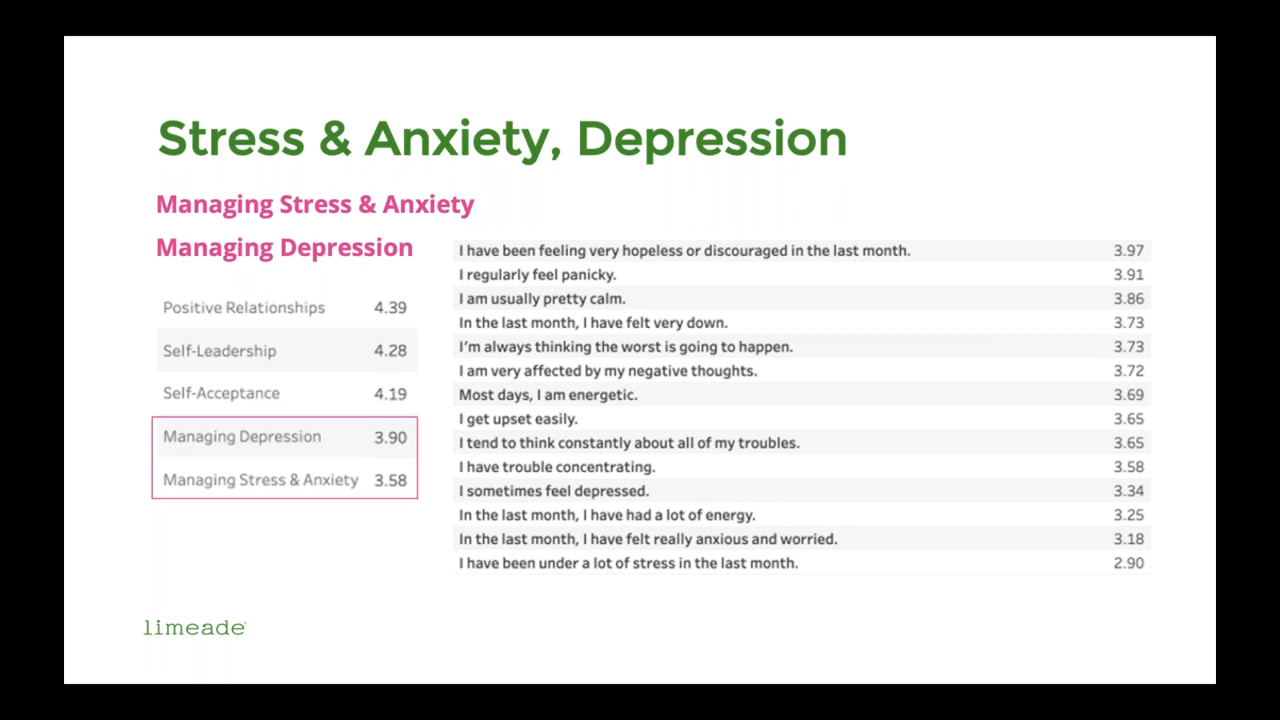 Stress & Anxiety, Depression
Managing Stress & Anxiety
Managing Depression
Positive Relationships 4.39
Self-Leadership 4.28
Self-Acceptance 4.19
Managing Depression 3.90
Managing Stress & Anxiety 3.58
I have been feeling very hopeless or discouraged in the last month. 3.97
I regularly feel panicky. 3.91
I am usually pretty calm. 3.86
In the last month, I have felt very down. 3.73
I'm always thinking the worst is going to happen. 3.73
I am very affected by my negative thoughts. 3.72
Most days, I am energetic. 3.69
I get upset easily. 3.65
I tend to think constantly about all of my troubles. 3.65
I have trouble concentrating. 3.58
I sometimes feel depressed. 3.34
In the last month, I have had a lot of energy. 3.25
In the last month, I have felt really anxious and worried. 3.18
I have been under a lot of stress in the last month. 2.90
limeade